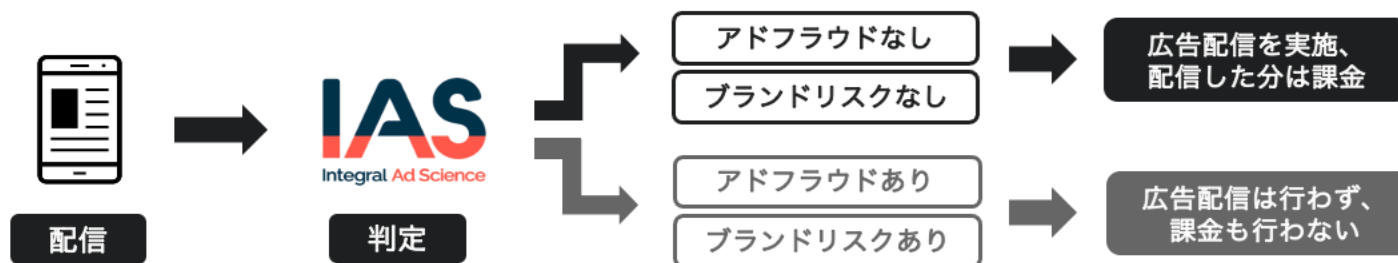 配信
IAS
Integral Ad Science
判定
アドフラウドなし
ブランドリスクなし
広告配信を実施、
配信した分は課金
アドフラウドあり
ブランドリスクあり
広告配信は行わず、
課金も行わない